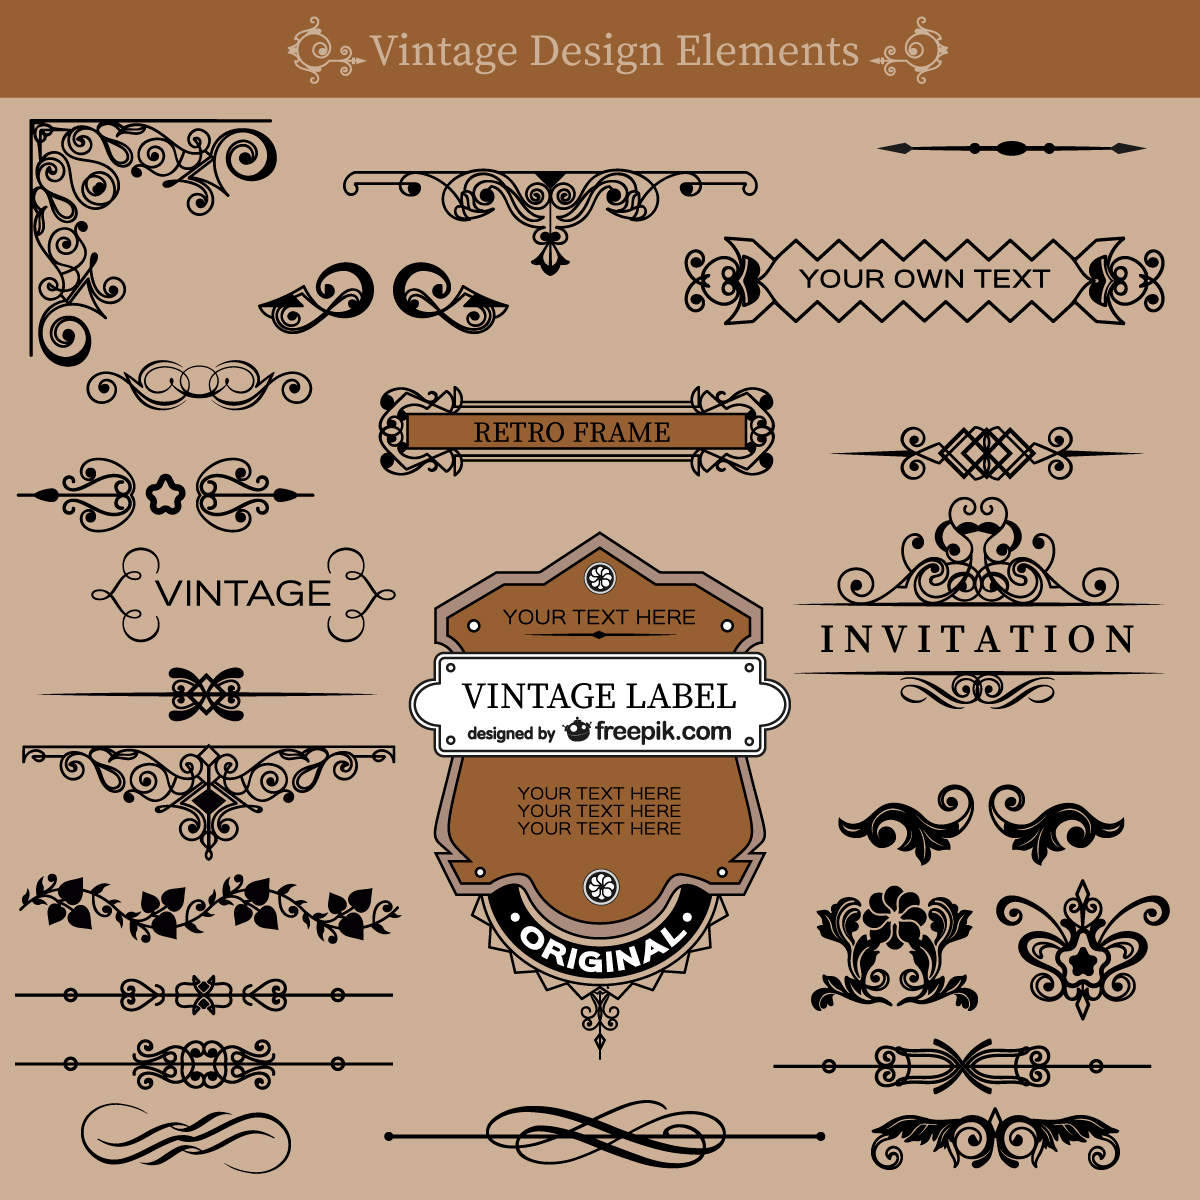 Vintage Design Elements
YOUR OWN TEXT
RETRO FRAME
VINTAGE
YOUR TEXT HERE
INVITATION
VINTAGE LABEL
designed by freepik.com
YOUR TEXT HERE
YOUR TEXT HERE
YOUR TEXT HERE
ORIGINAL